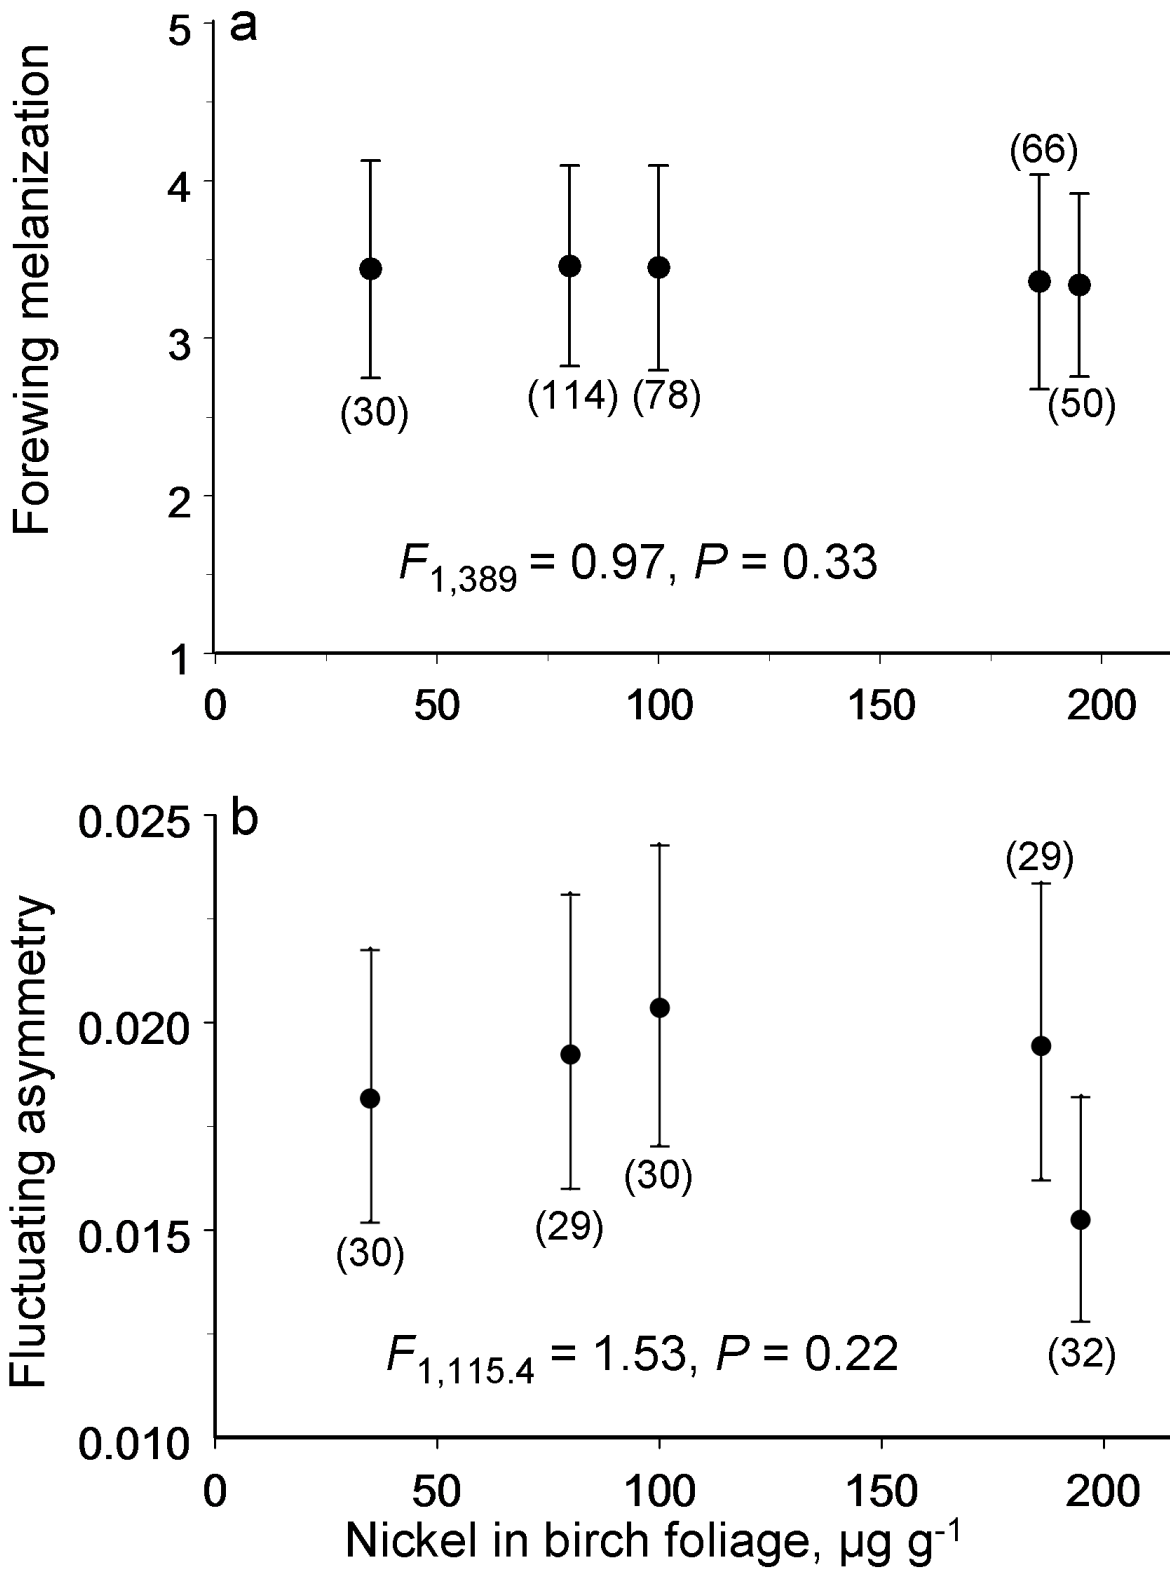 a
5
4
3
2
1
Forewing melanization
(30)
(114)
(78)
(66)
(50)
F1,389 = 0.97, P = 0.33
0 50 100 150 200
b
0.025
0.020
0.015
0.010
Fluctuating asymmetry
(30)
(29)
(30)
(29)
(32)
F1,115.4 = 1.53, P = 0.22
0 50 100 150 200
Nickel in birch foliage, µg g-1